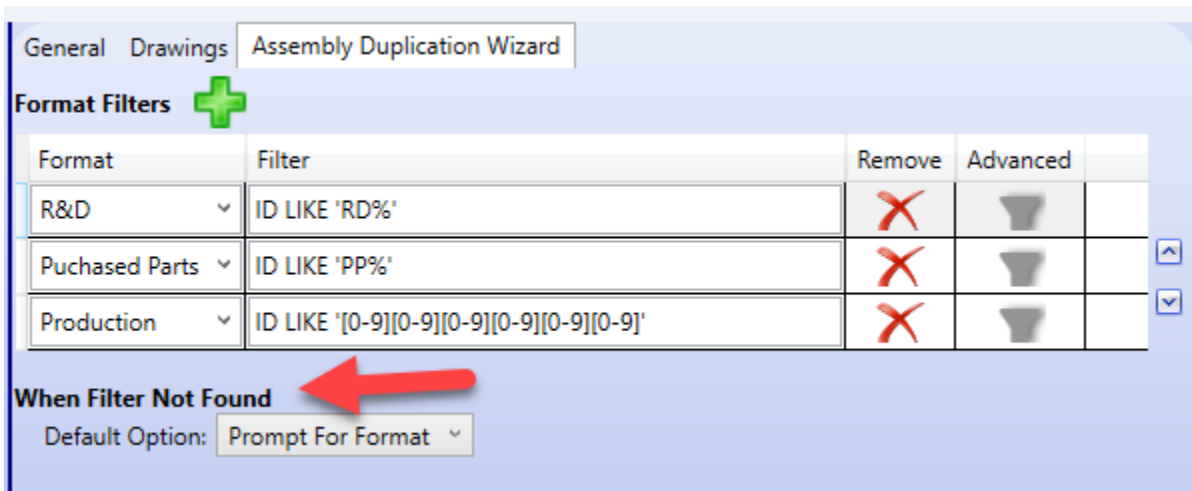 General Drawings Assembly Duplication Wizard
Format Filters
Format Filter Remove Advanced
R&D ID LIKE 'RD%'
Puchased Parts ID LIKE 'PP%'
Production ID LIKE '[0-9][0-9][0-9][0-9][0-9][0-9]'
When Filter Not Found
Default Option: Prompt For Format